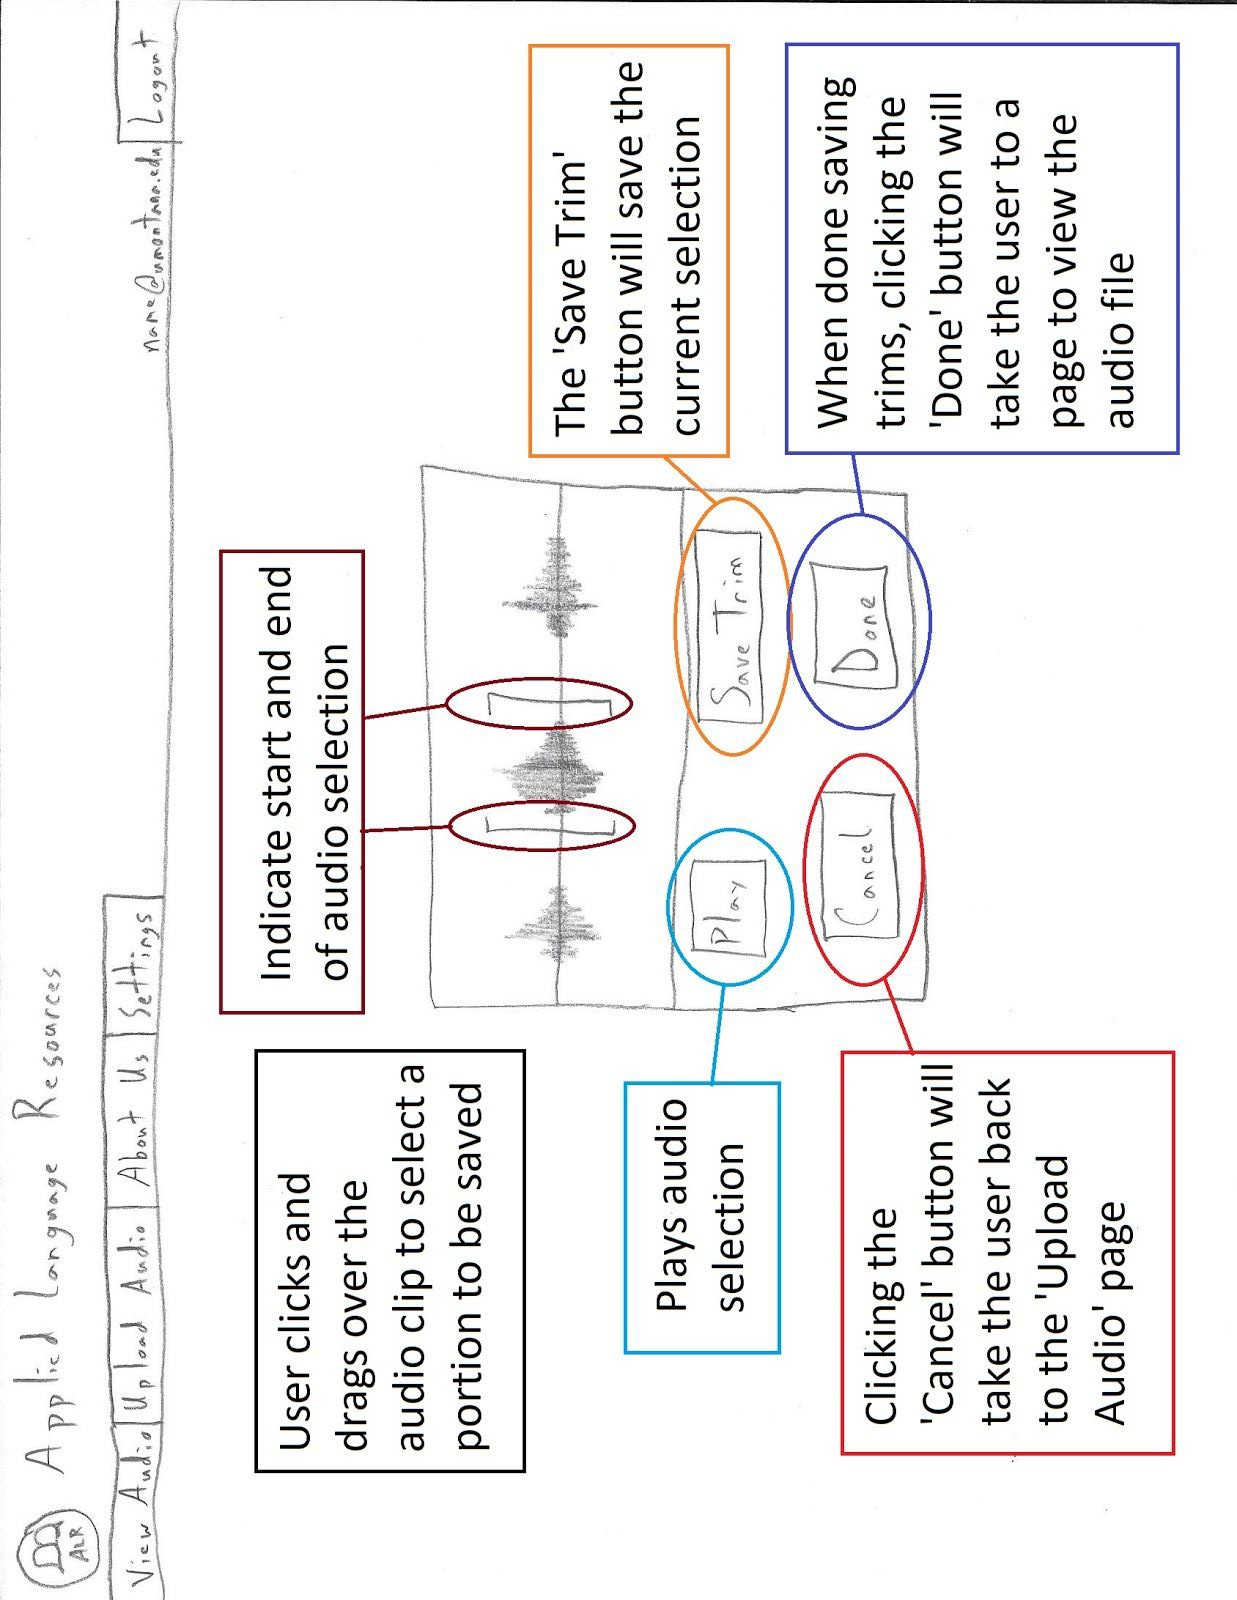 ALR
Applied Language Resources
View Audio
Upload Audio
About Us
Settings
name@umontana.edu
Logout
User clicks and
drags over the
audio clip to select a
portion to be saved
Indicate start and end
of audio selection
The 'Save Trim'
button will save the
current selection
Plays audio
selection
Play
Save Trim
Cancel
Done
Clicking the
'Cancel' button will
take the user back
to the 'Upload
Audio' page
When done saving
trims, clicking the
'Done' button will
take the user to a
page to view the
audio file